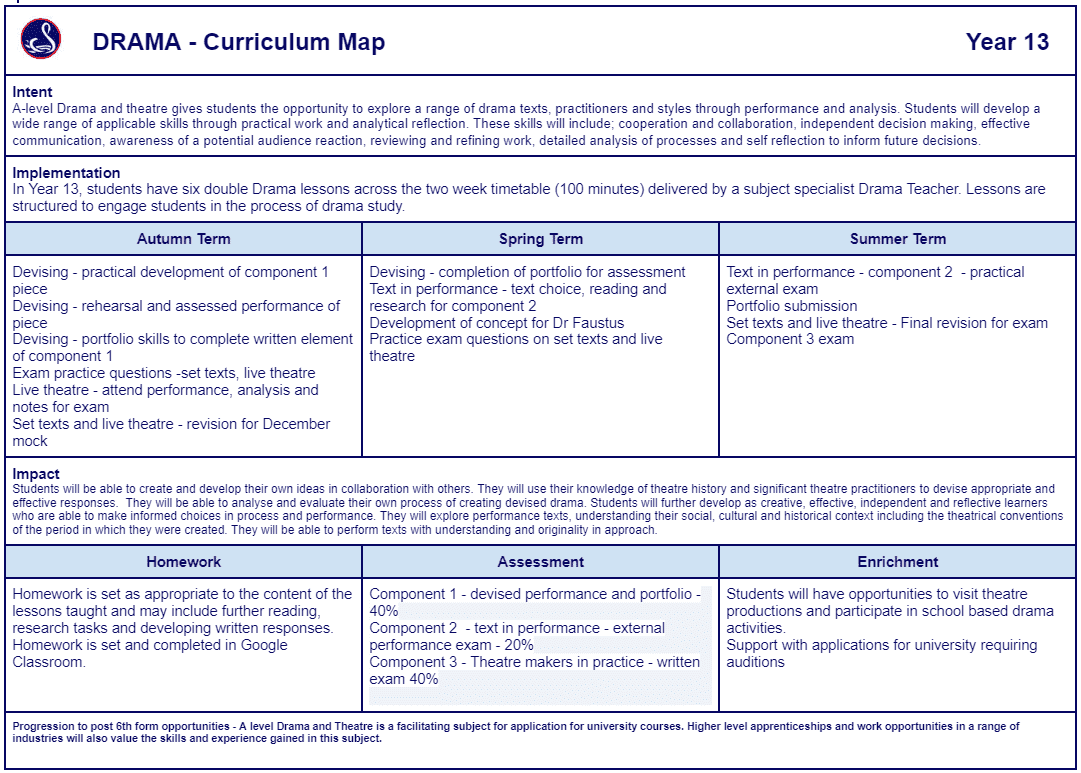 DRAMA - Curriculum Map
Year 13
Intent
A-level Drama and theatre gives students the opportunity to explore a range of drama texts, practitioners and styles through performance and analysis. Students will develop a
wide range of applicable skills through practical work and analytical reflection. These skills will include; cooperation and collaboration, independent decision making, effective
communication, awareness of a potential audience reaction, reviewing and refining work, detailed analysis of processes and self reflection to inform future decisions.
Implementation
In Year 13, students have six double Drama lessons across the two week timetable (100 minutes) delivered by a subject specialist Drama Teacher. Lessons are
structured to engage students in the process of drama study.
Autumn Term
Devising - practical development of component 1
piece
Devising - rehearsal and assessed performance of
piece
Devising - portfolio skills to complete written element
of component 1
Exam practice questions -set texts, live theatre
Live theatre - attend performance, analysis and
notes for exam
Set texts and live theatre - revision for December
mock
Spring Term
Devising - completion of portfolio for assessment
Text in performance - text choice, reading and
research for component 2
Development of concept for Dr Faustus
Practice exam questions on set texts and live
theatre
Summer Term
Text in performance - component 2 - practical
external exam
Portfolio submission
Set texts and live theatre - Final revision for exam
Component 3 exam
Impact
Students will be able to create and develop their own ideas in collaboration with others. They will use their knowledge of theatre history and significant theatre practitioners to devise appropriate and
effective responses. They will be able to analyse and evaluate their own process of creating devised drama. Students will further develop as creative, effective, independent and reflective learners
who are able to make informed choices in process and performance. They will explore performance texts, understanding their social, cultural and historical context including the theatrical conventions
of the period in which they were created. They will be able to perform texts with understanding and originality in approach.
Homework
Homework is set as appropriate to the content of the
lessons taught and may include further reading,
research tasks and developing written responses.
Homework is set and completed in Google
Classroom.
Assessment
Component 1 - devised performance and portfolio -
40%
Component 2 - text in performance - external
performance exam - 20%
Component 3 - Theatre makers in practice - written
exam 40%
Enrichment
Students will have opportunities to visit theatre
productions and participate in school based drama
activities.
Support with applications for university requiring
auditions
Progression to post 6th form opportunities - A level Drama and Theatre is a facilitating subject for application for university courses. Higher level apprenticeships and work opportunities in a range of
industries will also value the skills and experience gained in this subject.